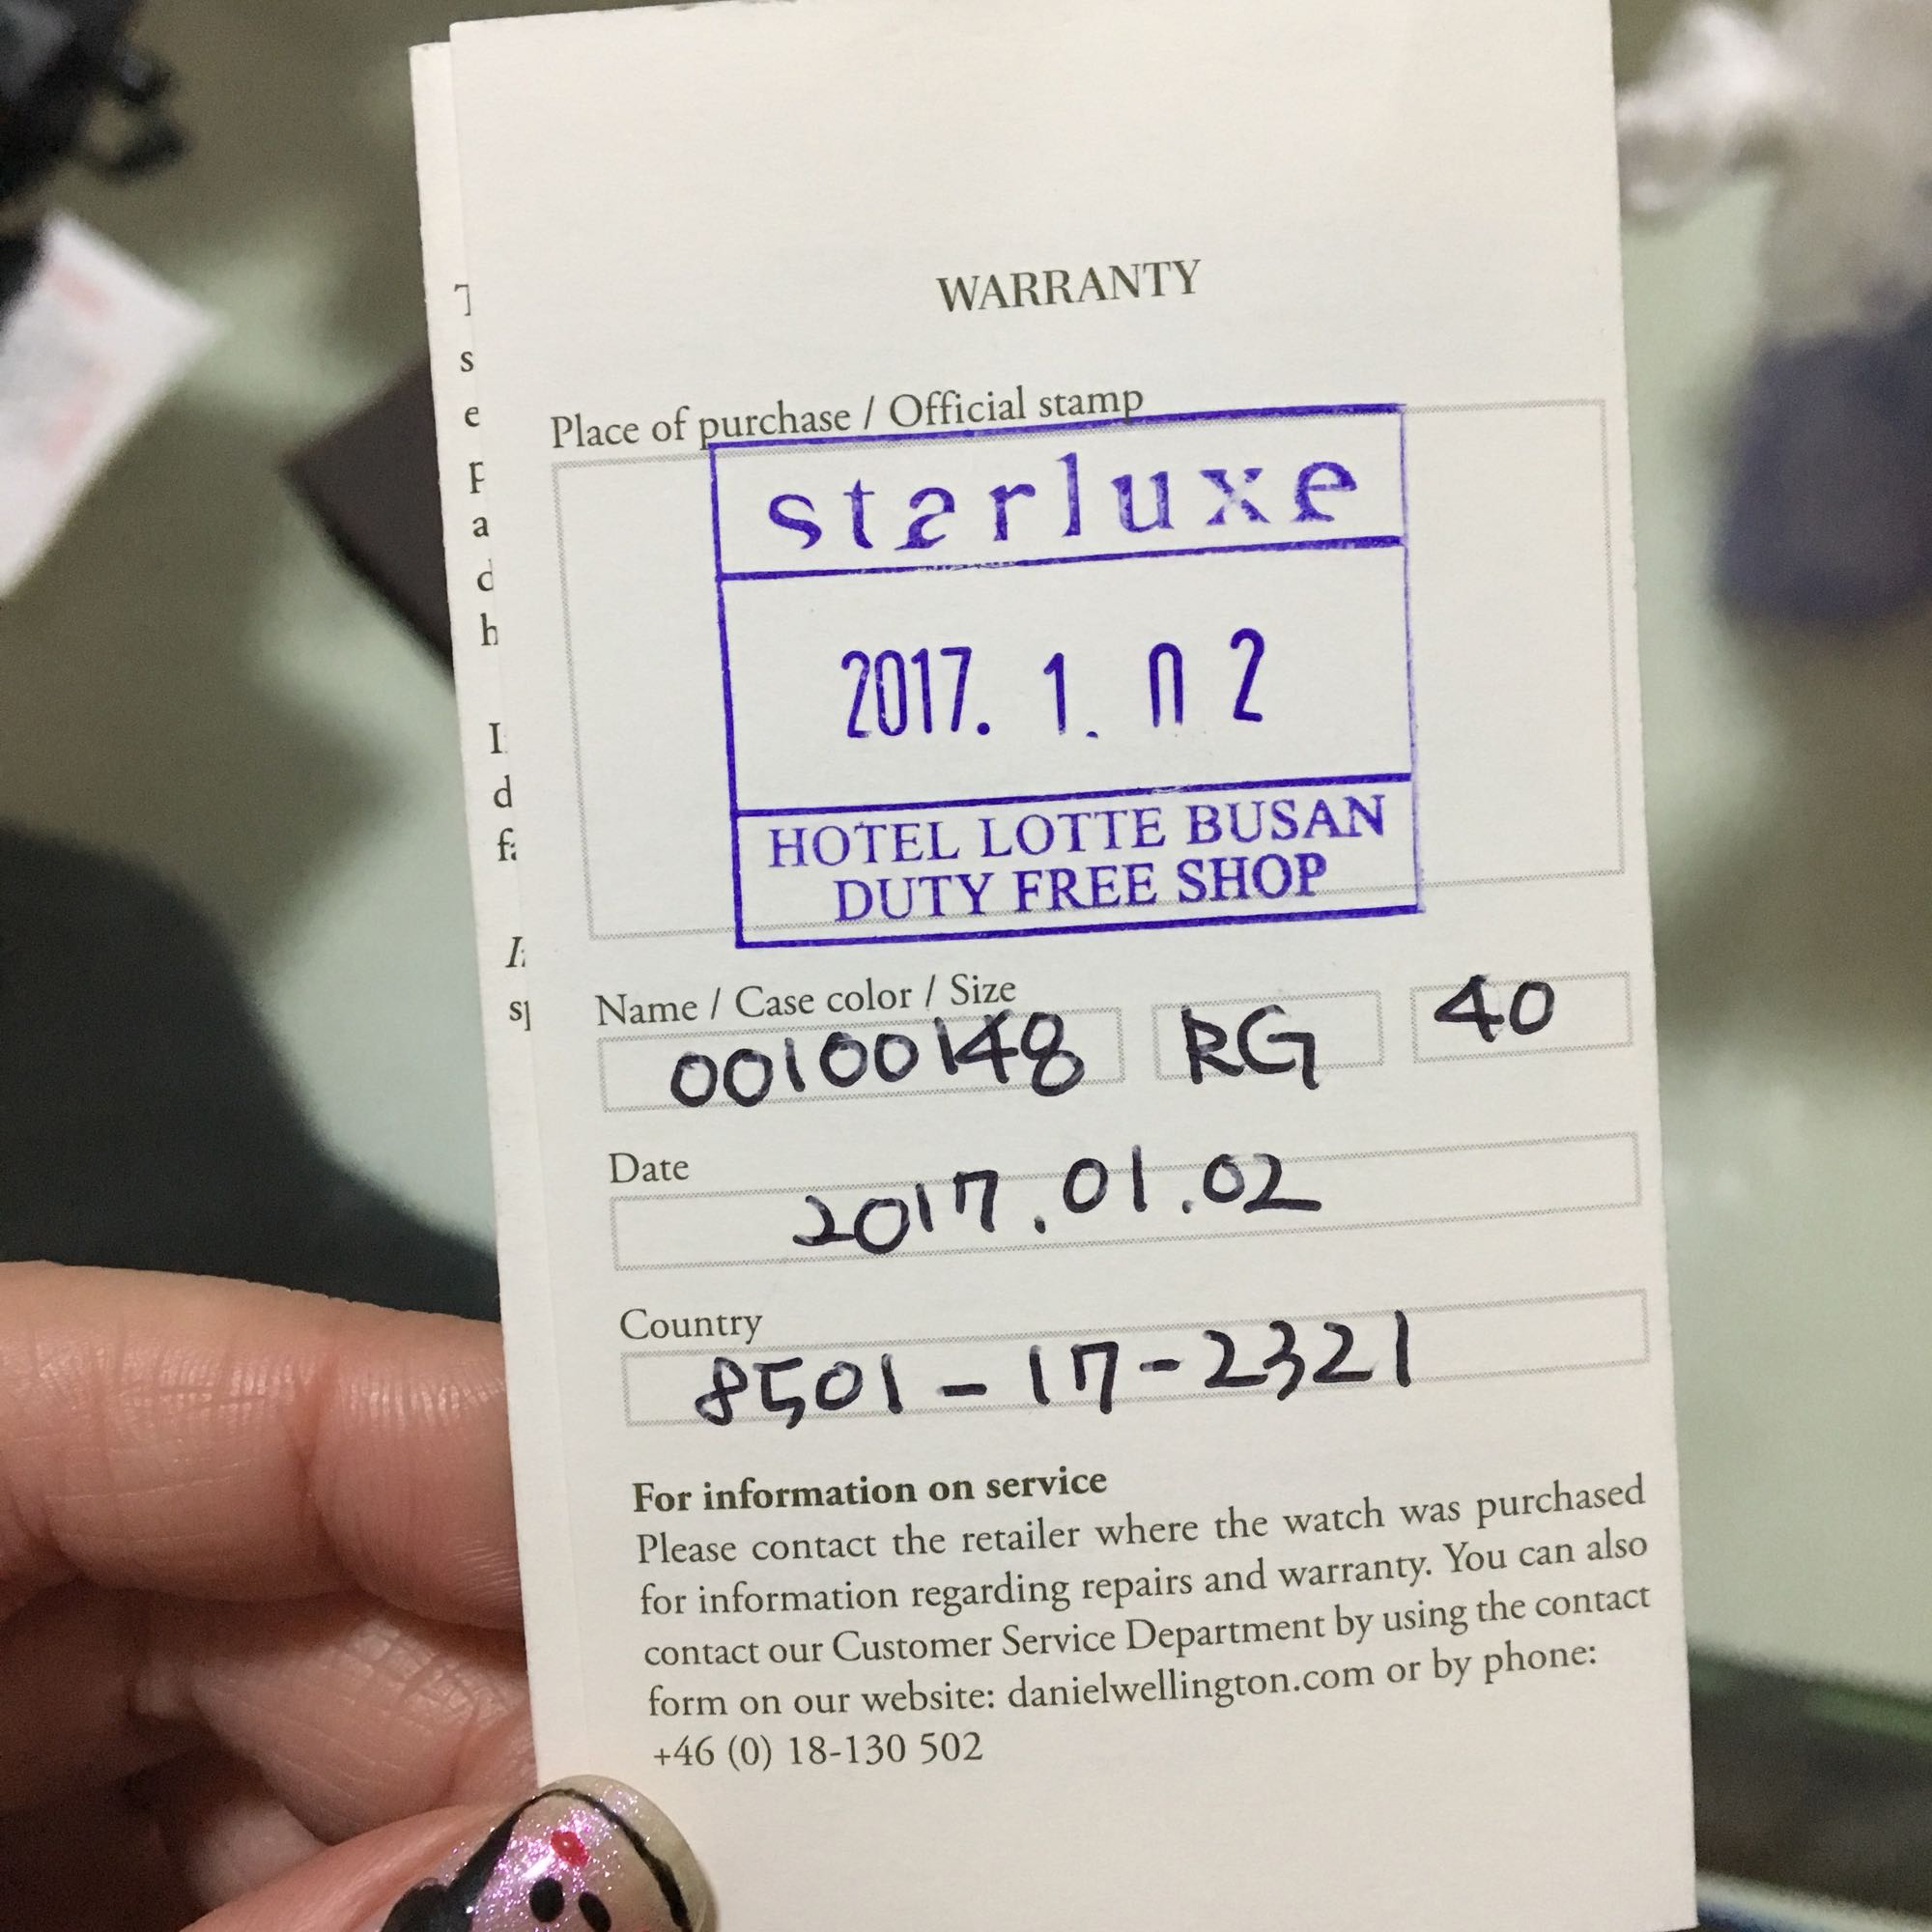 WARRANTY
Place of purchase / Official stamp
starluxe
2017. 1. 02
HOTEL LOTTE BUSAN
DUTY FREE SHOP
Name / Case color / Size
00100148 RG 40
Date
2017.01.02
Country
8501-17-2321
For information on service
Please contact the retailer where the watch was purchased
for information regarding repairs and warranty. You can also
contact our Customer Service Department by using the contact
form on our website: danielwellington.com or by phone:
+46 (0) 18-130 502